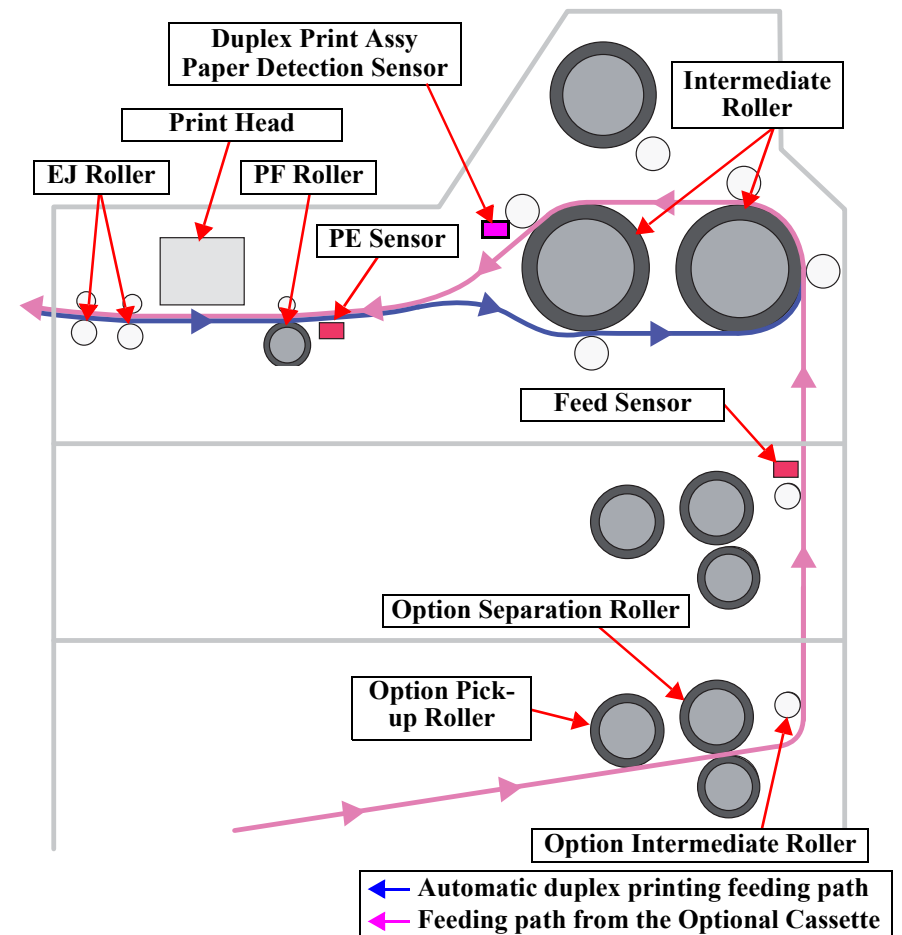 Duplex Print Assy
Paper Detection Sensor
Intermediate
Roller
Print Head
EJ Roller
PF Roller
PE Sensor
Feed Sensor
Option Separation Roller
Option Pick-
up Roller
Option Intermediate Roller
Automatic duplex printing feeding path
Feeding path from the Optional Cassette